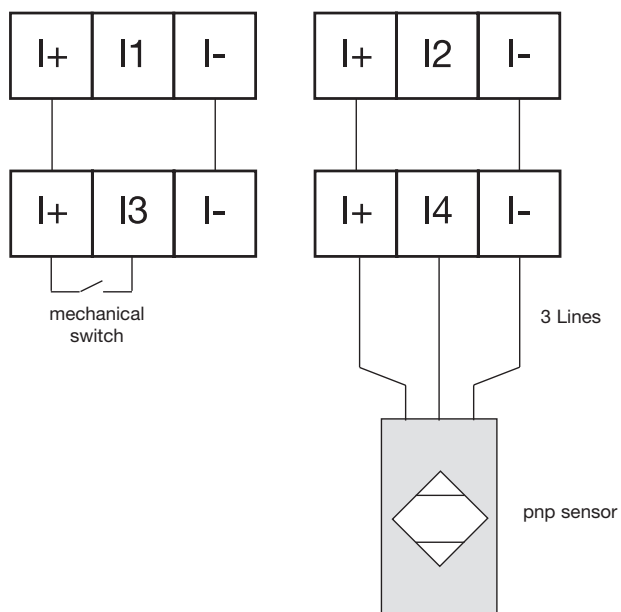 I+ I1 I- I+ I2 I-
I+ I3 I- I+ I4 I-
mechanical
switch
3 Lines
pnp sensor